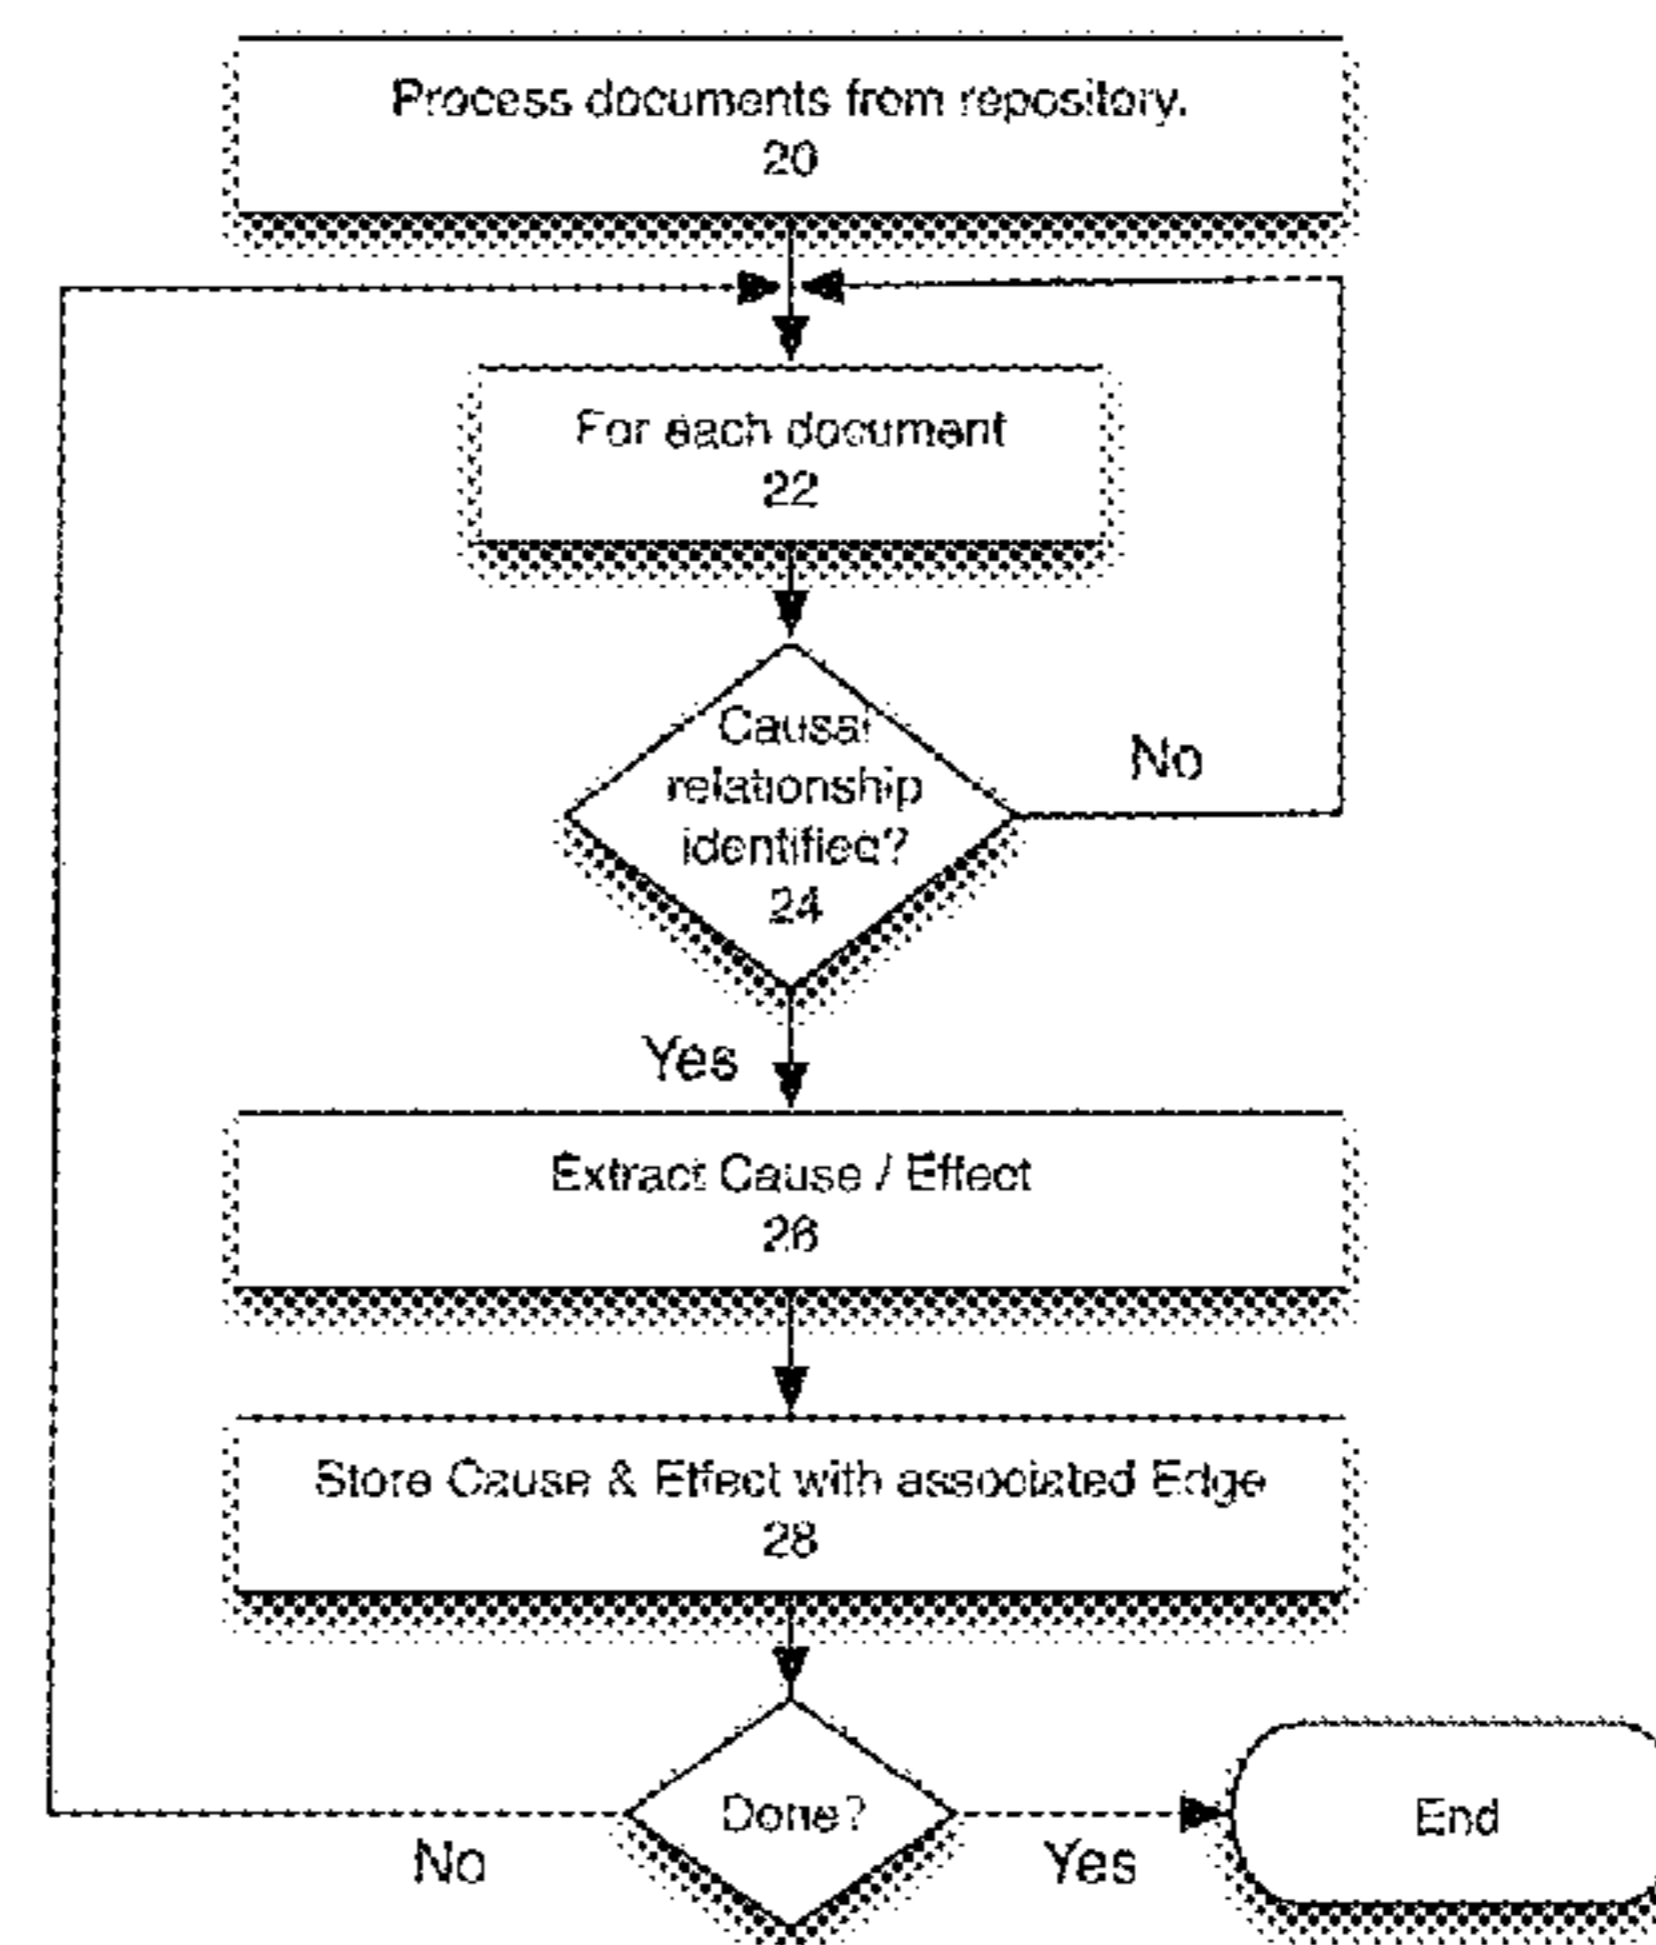 Process documents from repository.
20
For each document
22
Causal
relationship
identified?
24
No
Yes
Extract Cause / Effect
26
Store Cause & Effect with associated Edge
28
Done?
End
No
Yes